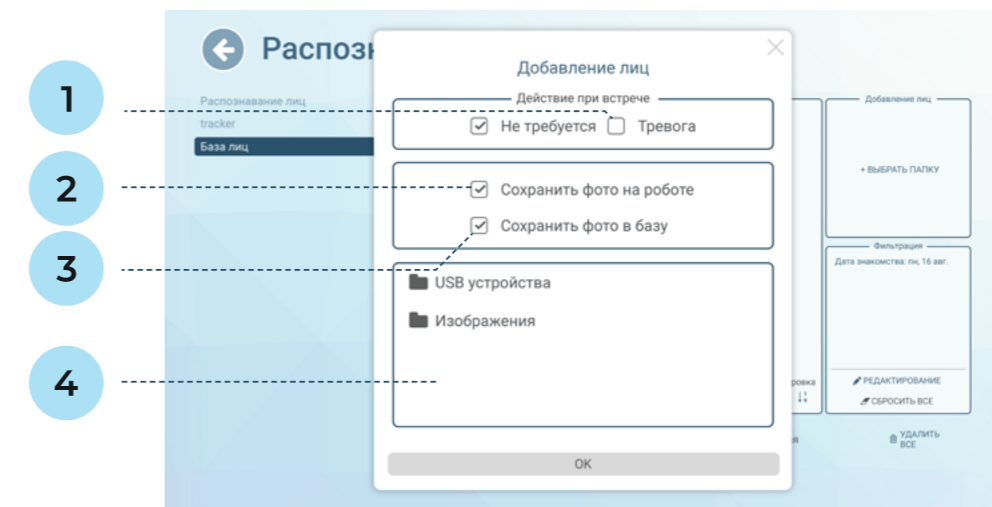 Распозн
Добавление лиц
1
Действие при встрече
Не требуется Тревога
2
Сохранить фото на роботе
Сохранить фото в базу
3
USB устройства
Изображения
4
OK
Распознавание лиц
tracker
База лиц
Добавление лиц
+ ВЫБРАТЬ ПАПКУ
Фильтрация
Дата знакомства: пн, 16 авг.
ровка
РЕДАКТИРОВАНИЕ
СБРОСИТЬ ВСЕ
УДАЛИТЬ
ВСЕ